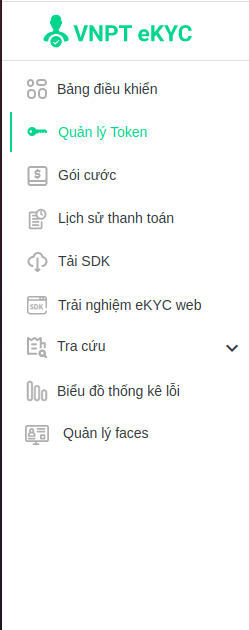 VNPT eKYC
Bảng điều khiển
Quản lý Token
Gói cước
Lịch sử thanh toán
Tải SDK
SDK
Trải nghiệm eKYC web
Tra cứu
Biểu đồ thống kê lỗi
Quản lý faces